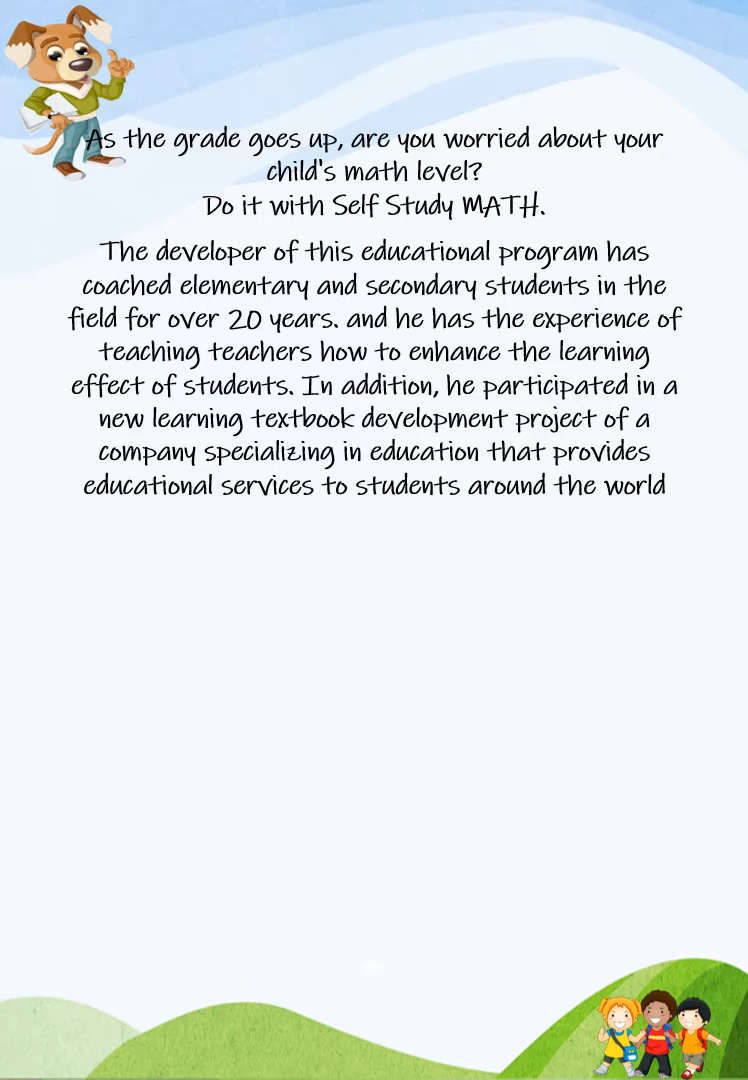 As the grade goes up, are you worried about your
child's math level?
Do it with Self Study MATH.
The developer of this educational program has
coached elementary and secondary students in the
field for over 20 years. and he has the experience of
teaching teachers how to enhance the learning
effect of students. In addition, he participated in a
new learning textbook development project of a
company specializing in education that provides
educational services to students around the world